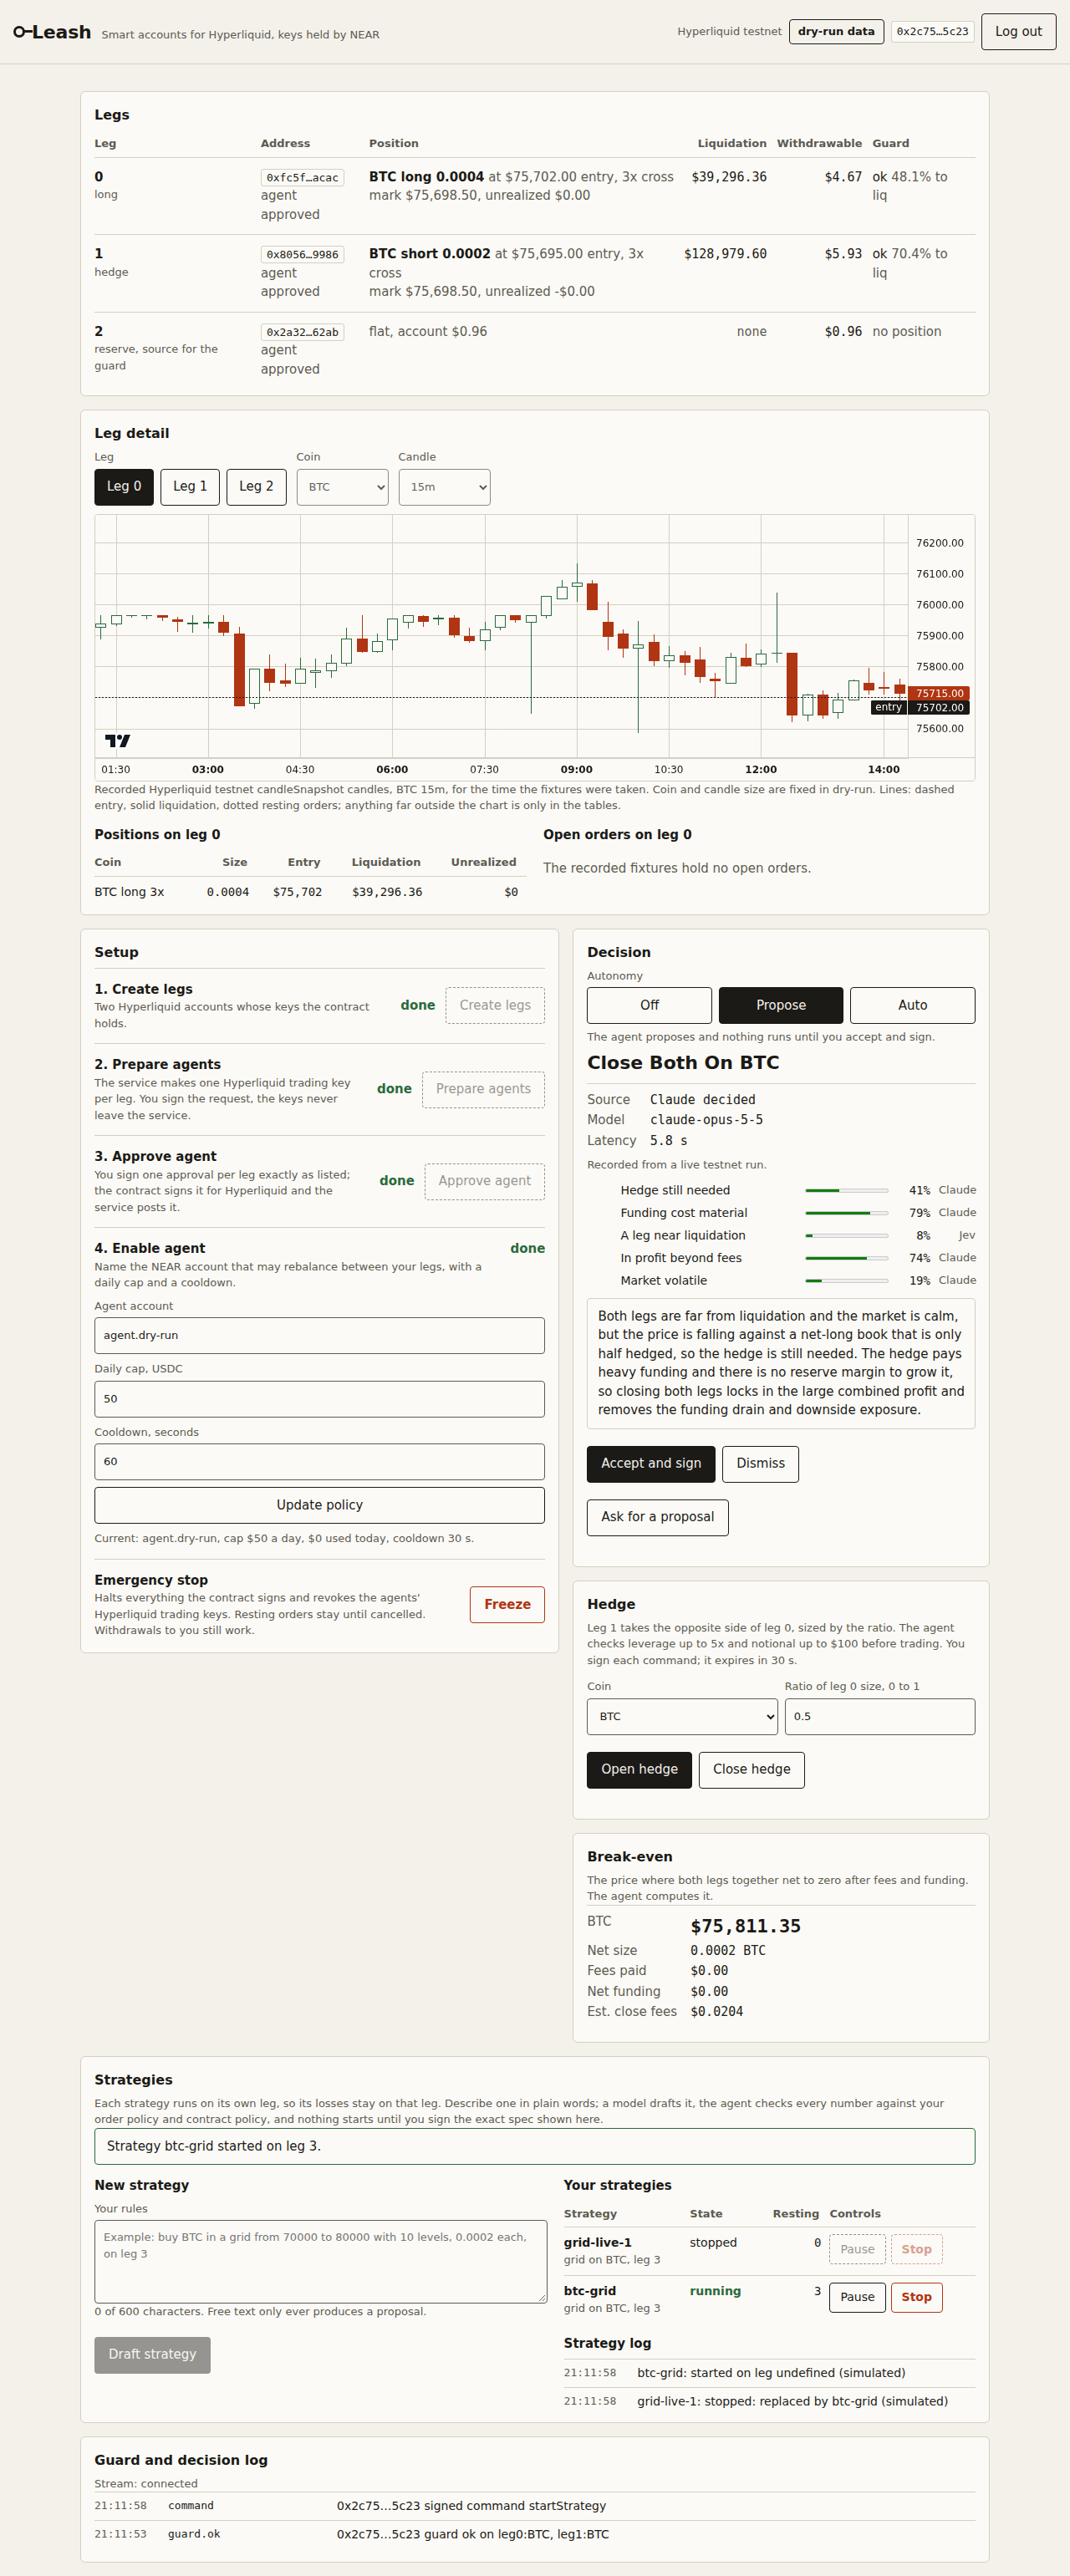 Leash Smart accounts for Hyperliquid, keys held by NEAR
Hyperliquid testnet dry-run data 0x2c75…5c23 Log out
Legs
Leg Address Position Liquidation Withdrawable Guard
0 0xfc5f…acac BTC long 0.0004 at $75,702.00 entry, 3x cross $39,296.36 $4.67 ok 48.1% to
long agent mark $75,698.50, unrealized $0.00 liq
approved
1 0x8056…9986 BTC short 0.0002 at $75,695.00 entry, 3x $128,979.60 $5.93 ok 70.4% to
hedge agent cross liq
approved mark $75,698.50, unrealized -$0.00
2 0x2a32…62ab flat, account $0.96 none $0.96 no position
reserve, source for the agent
guard approved
Leg detail
Leg Coin Candle
Leg 0 Leg 1 Leg 2 BTC 15m
76200.00
76100.00
76000.00
75900.00
75800.00
75715.00
entry 75702.00
75600.00
01:30 03:00 04:30 06:00 07:30 09:00 10:30 12:00 14:00
Recorded Hyperliquid testnet candleSnapshot candles, BTC 15m, for the time the fixtures were taken. Coin and candle size are fixed in dry-run. Lines: dashed
entry, solid liquidation, dotted resting orders; anything far outside the chart is only in the tables.
Positions on leg 0
Coin Size Entry Liquidation Unrealized
BTC long 3x 0.0004 $75,702 $39,296.36 $0
Open orders on leg 0
The recorded fixtures hold no open orders.
Setup
1. Create legs
Two Hyperliquid accounts whose keys the contract
holds.
done Create legs
2. Prepare agents
The service makes one Hyperliquid trading key
per leg. You sign the request, the keys never
leave the service.
done Prepare agents
3. Approve agent
You sign one approval per leg exactly as listed;
the contract signs it for Hyperliquid and the
service posts it.
done Approve agent
4. Enable agent done
Name the NEAR account that may rebalance between your legs, with a
daily cap and a cooldown.
Agent account
agent.dry-run
Daily cap, USDC
50
Cooldown, seconds
60
Update policy
Current: agent.dry-run, cap $50 a day, $0 used today, cooldown 30 s.
Emergency stop
Halts everything the contract signs and revokes the agents'
Hyperliquid trading keys. Resting orders stay until cancelled.
Withdrawals to you still work.
Freeze
Decision
Autonomy
Off Propose Auto
The agent proposes and nothing runs until you accept and sign.
Close Both On BTC
Source Claude decided
Model claude-opus-5-5
Latency 5.8 s
Recorded from a live testnet run.
Hedge still needed 41% Claude
Funding cost material 79% Claude
A leg near liquidation 8% Jev
In profit beyond fees 74% Claude
Market volatile 19% Claude
Both legs are far from liquidation and the market is calm,
but the price is falling against a net-long book that is only
half hedged, so the hedge is still needed. The hedge pays
heavy funding and there is no reserve margin to grow it,
so closing both legs locks in the large combined profit and
removes the funding drain and downside exposure.
Accept and sign Dismiss
Ask for a proposal
Hedge
Leg 1 takes the opposite side of leg 0, sized by the ratio. The agent
checks leverage up to 5x and notional up to $100 before trading. You
sign each command; it expires in 30 s.
Coin Ratio of leg 0 size, 0 to 1
BTC 0.5
Open hedge Close hedge
Break-even
The price where both legs together net to zero after fees and funding.
The agent computes it.
BTC $75,811.35
Net size 0.0002 BTC
Fees paid $0.00
Net funding $0.00
Est. close fees $0.0204
Strategies
Each strategy runs on its own leg, so its losses stay on that leg. Describe one in plain words; a model drafts it, the agent checks every number against your
order policy and contract policy, and nothing starts until you sign the exact spec shown here.
Strategy btc-grid started on leg 3.
New strategy
Your rules
Example: buy BTC in a grid from 70000 to 80000 with 10 levels, 0.0002 each,
on leg 3
0 of 600 characters. Free text only ever produces a proposal.
Draft strategy
Your strategies
Strategy State Resting Controls
grid-live-1 stopped 0 Pause Stop
grid on BTC, leg 3
btc-grid running 3 Pause Stop
grid on BTC, leg 3
Strategy log
21:11:58 btc-grid: started on leg undefined (simulated)
21:11:58 grid-live-1: stopped: replaced by btc-grid (simulated)
Guard and decision log
Stream: connected
21:11:58 command 0x2c75…5c23 signed command startStrategy
21:11:53 guard.ok 0x2c75…5c23 guard ok on leg0:BTC, leg1:BTC